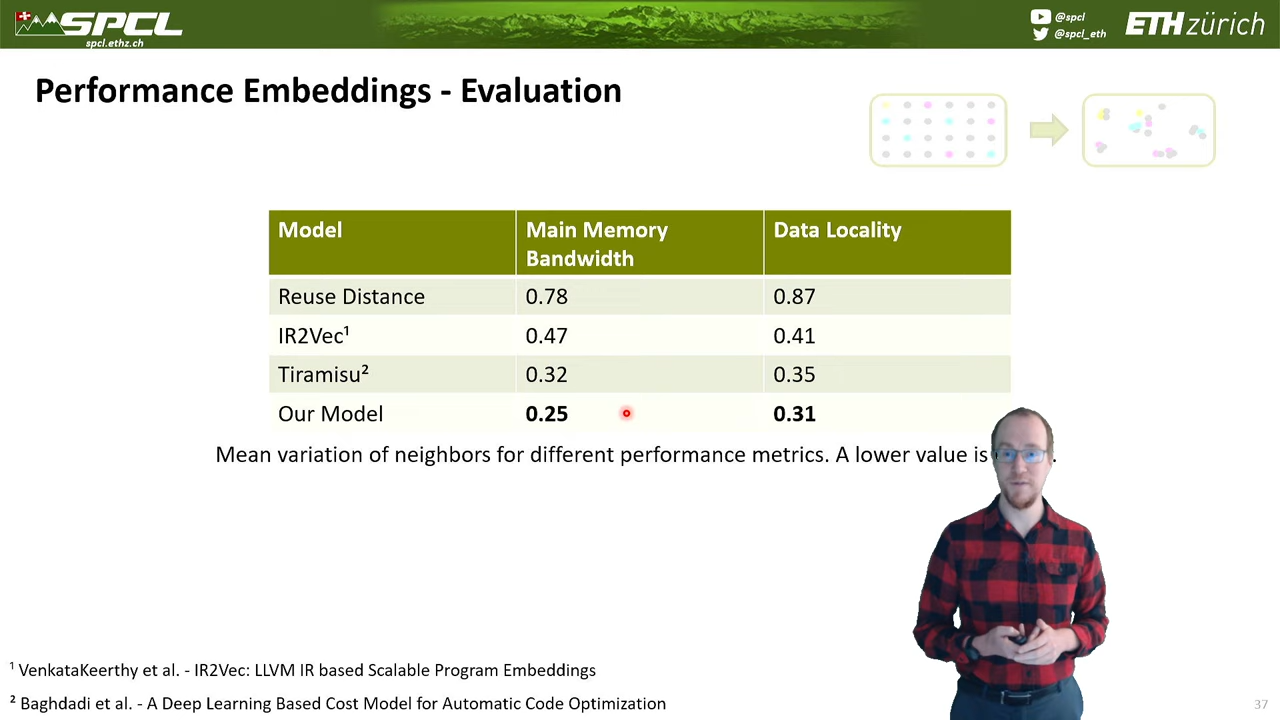 SPCL
spcl.ethz.ch
@spcl
@spcl_eth
ETH zürich
Performance Embeddings - Evaluation
Model Main Memory Bandwidth Data Locality
Reuse Distance 0.78 0.87
IR2Vec¹ 0.47 0.41
Tiramisu² 0.32 0.35
Our Model 0.25 0.31
Mean variation of neighbors for different performance metrics. A lower value is .
¹ VenkataKeerthy et al. - IR2Vec: LLVM IR based Scalable Program Embeddings
² Baghdadi et al. - A Deep Learning Based Cost Model for Automatic Code Optimization
37